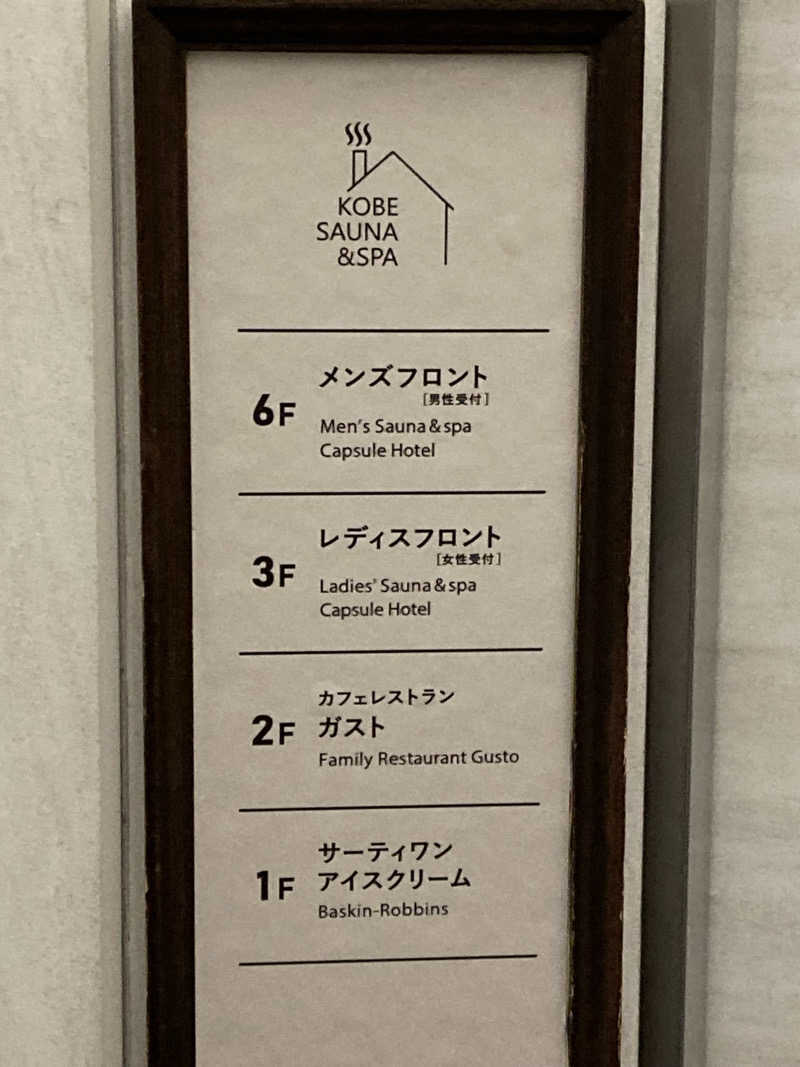 KOBE
SAUNA
&SPA
6F
メンズフロント
[男性受付]
Men's Sauna & spa
Capsule Hotel
3F
レディスフロント
[女性受付]
Ladies' Sauna & spa
Capsule Hotel
2F
カフェレストラン
ガスト
Family Restaurant Gusto
1F
サーティワン
アイスクリーム
Baskin-Robbins